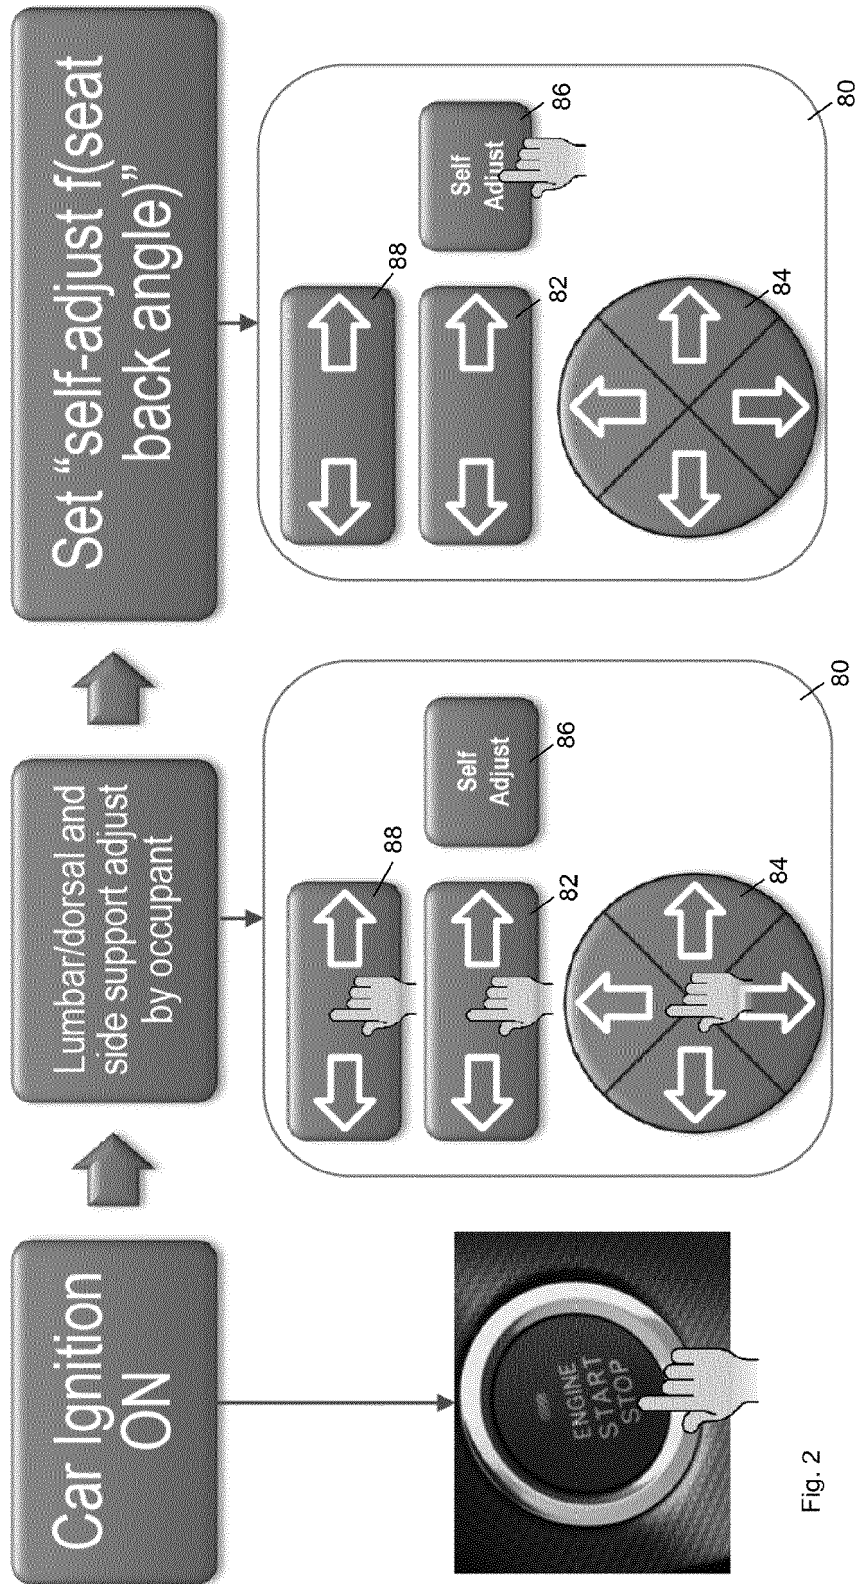 Car Ignition
ON
Lumbar/dorsal and
side support adjust
by occupant
Set “self-adjust f(seat
back angle)”
ENGINE
START
STOP
88
82
Self
Adjust
86
84
80
88
82
Self
Adjust
86
84
80
Fig. 2